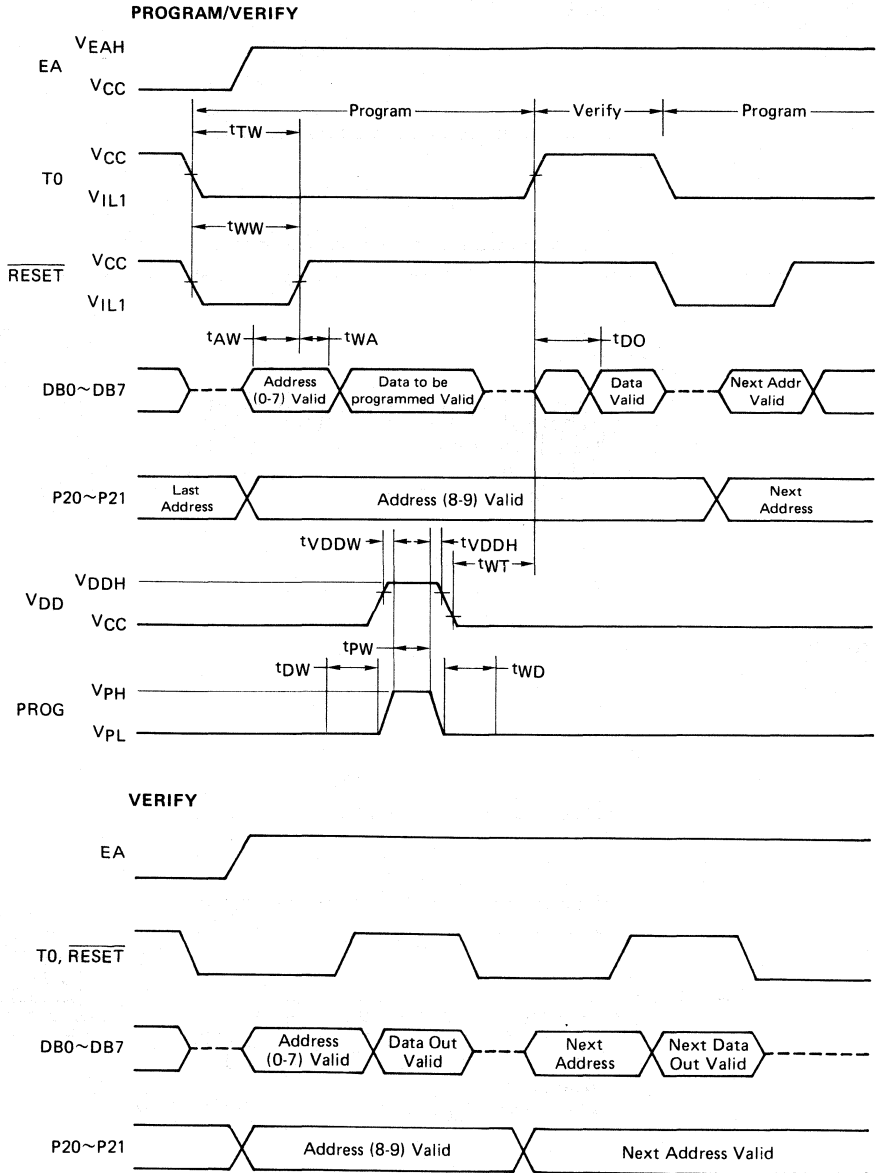 PROGRAM/VERIFY
VEAH
EA
VCC
Program
Verify
Program
tTW
VCC
T0
VIL1
tWW
VCC
RESET
VIL1
tAW
tWA
tDO
DB0~DB7
Address
(0-7) Valid
Data to be
programmed Valid
Data
Valid
Next Addr
Valid
P20~P21
Last
Address
Address (8-9) Valid
Next
Address
tVDDW
tVDDH
tWT
VDDH
VDD
VCC
tPW
tDW
tWD
VPH
PROG
VPL
VERIFY
EA
T0, RESET
DB0~DB7
Address
(0-7) Valid
Data Out
Valid
Next
Address
Next Data
Out Valid
P20~P21
Address (8-9) Valid
Next Address Valid